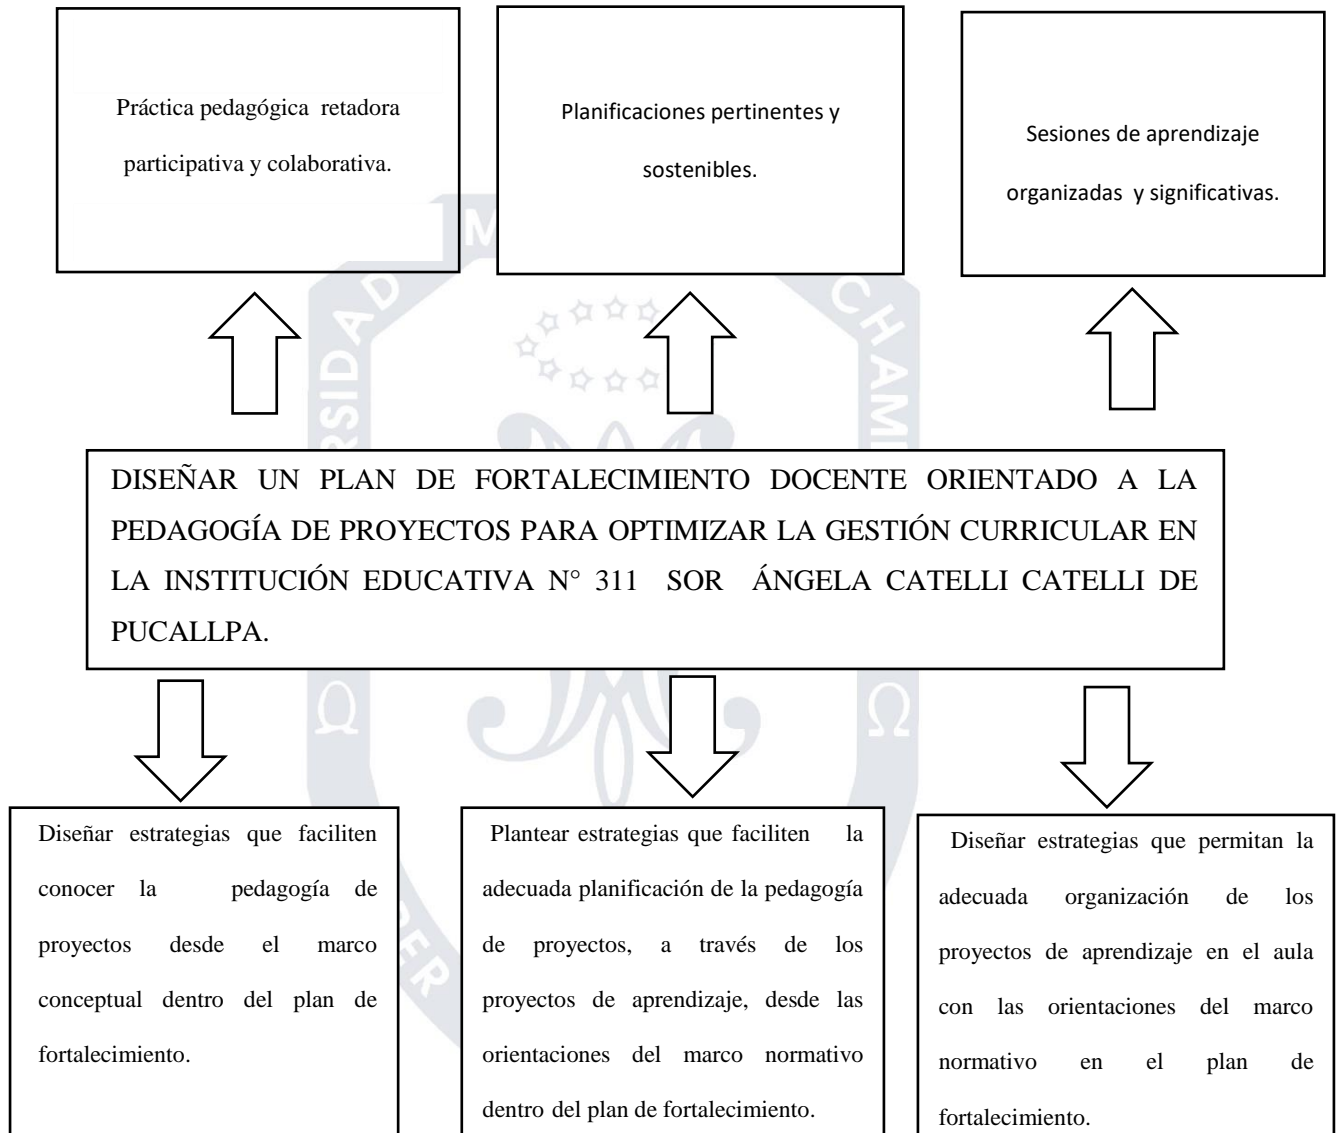 Práctica pedagógica retadora
participativa y colaborativa.
Planificaciones pertinentes y
sostenibles.
Sesiones de aprendizaje
organizadas y significativas.
DISEÑAR UN PLAN DE FORTALECIMIENTO DOCENTE ORIENTADO A LA
PEDAGOGÍA DE PROYECTOS PARA OPTIMIZAR LA GESTIÓN CURRICULAR EN
LA INSTITUCIÓN EDUCATIVA N° 311 SOR ÁNGELA CATELLI CATELLI DE
PUCALLPA.
Diseñar estrategias que faciliten
conocer la pedagogía de
proyectos desde el marco
conceptual dentro del plan de
fortalecimiento.
Plantear estrategias que faciliten la
adecuada planificación de la pedagogía
de proyectos, a través de los
proyectos de aprendizaje, desde las
orientaciones del marco normativo
dentro del plan de fortalecimiento.
Diseñar estrategias que permitan la
adecuada organización de los
proyectos de aprendizaje en el aula
con las orientaciones del marco
normativo en el plan de
fortalecimiento.